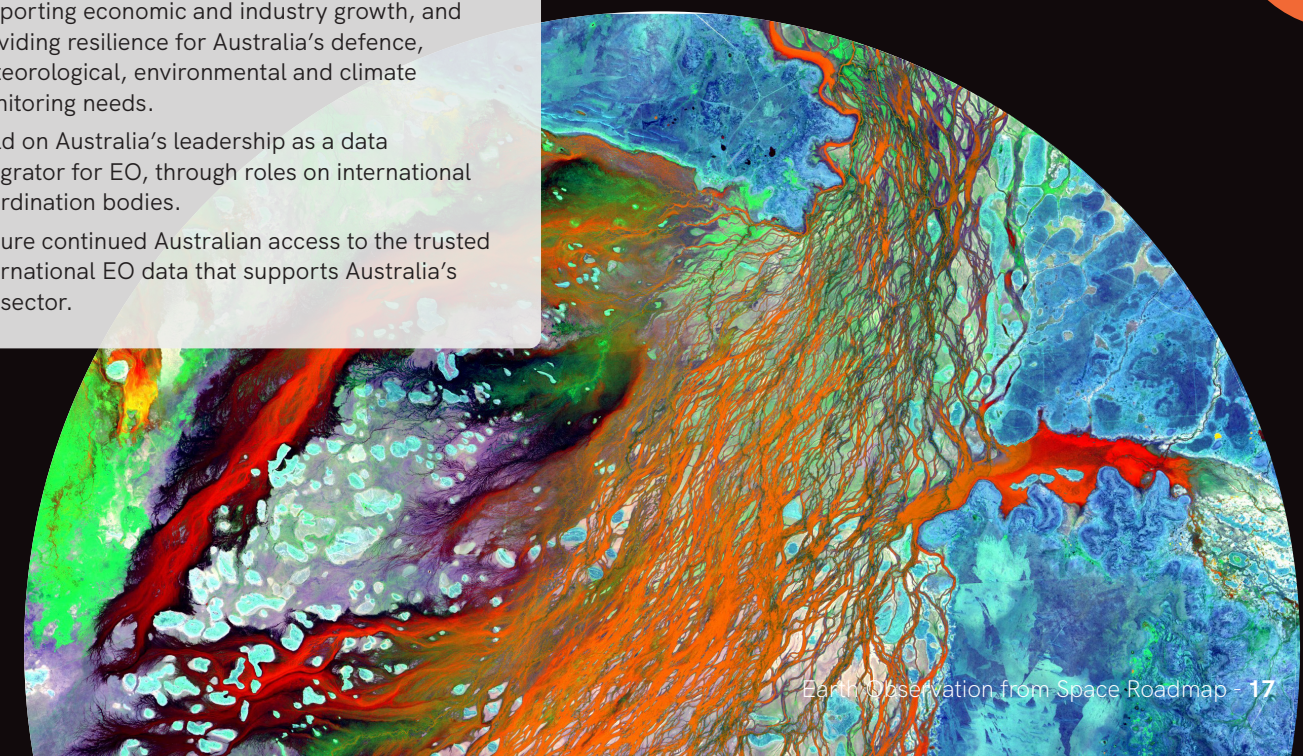 porting economic and industry growth, and
viding resilience for Australia’s defence,
teorological, environmental and climate
nitoring needs.
ld on Australia’s leadership as a data
grator for EO, through roles on international
rdination bodies.
ure continued Australian access to the trusted
rnational EO data that supports Australia’s
sector.
Earth Observation from Space Roadmap - 17